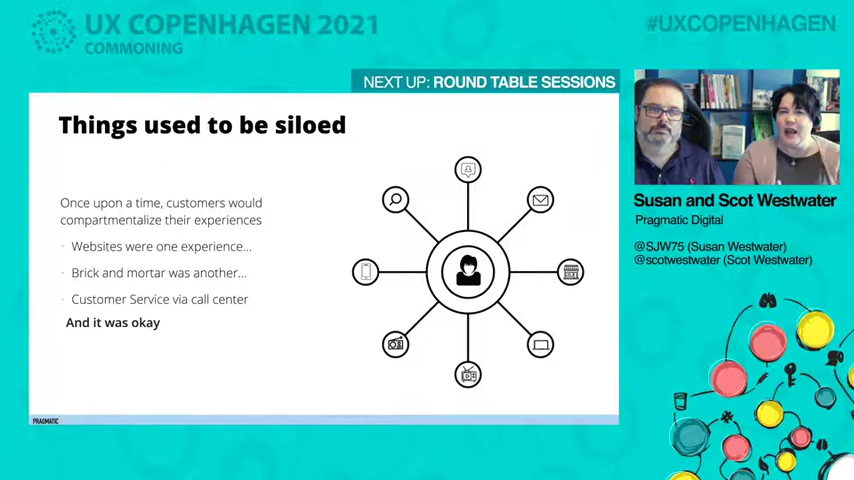 UX COPENHAGEN 2021
COMMONING
#UXCOPENHAGEN
NEXT UP: ROUND TABLE SESSIONS
Things used to be siloed
Once upon a time, customers would
compartmentalize their experiences
· Websites were one experience...
· Brick and mortar was another...
· Customer Service via call center
And it was okay
PRAGMATIC
Susan and Scot Westwater
Pragmatic Digital
@SJW75 (Susan Westwater)
@scotwestwater (Scot Westwater)